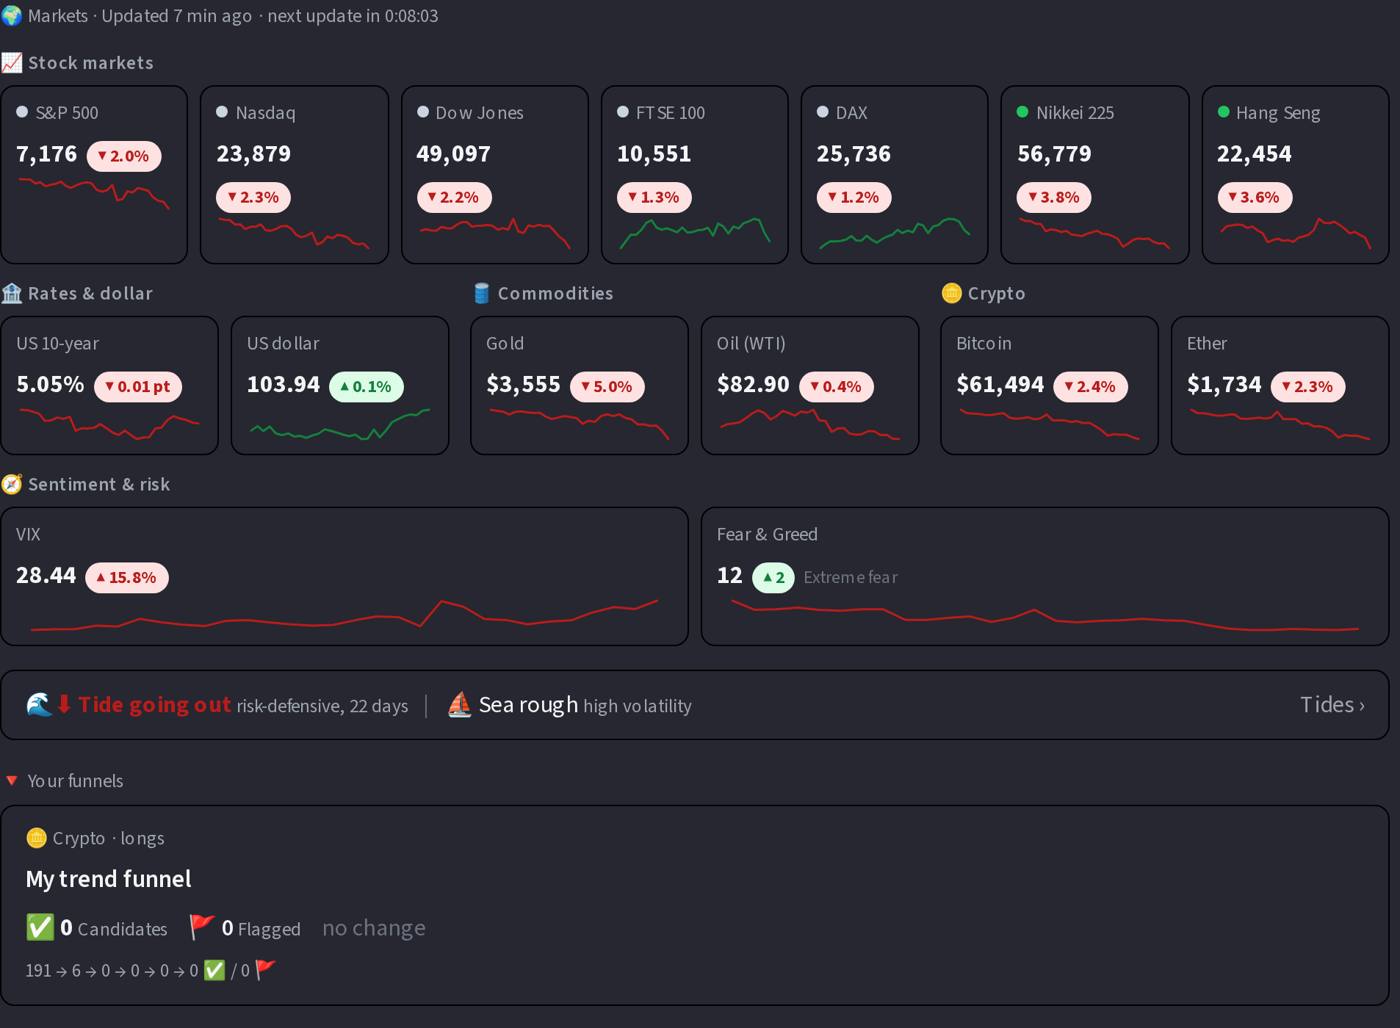 🌍 Markets · Updated 7 min ago · next update in 0:08:03
📈 Stock markets
S&P 500
7,176 ▼2.0%
Nasdaq
23,879
▼2.3%
Dow Jones
49,097
▼2.2%
FTSE 100
10,551
▼1.3%
DAX
25,736
▼1.2%
Nikkei 225
56,779
▼3.8%
Hang Seng
22,454
▼3.6%
🏦 Rates & dollar
US 10-year
5.05% ▼0.01 pt
US dollar
103.94 ▲0.1%
🛢️ Commodities
Gold
$3,555 ▼5.0%
Oil (WTI)
$82.90 ▼0.4%
🪙 Crypto
Bitcoin
$61,494 ▼2.4%
Ether
$1,734 ▼2.3%
🧭 Sentiment & risk
VIX
28.44 ▲15.8%
Fear & Greed
12 ▲2 Extreme fear
🌊⬇ Tide going out risk-defensive, 22 days | ⛵ Sea rough high volatility Tides ›
🔻 Your funnels
🪙 Crypto · longs
My trend funnel
✅ 0 Candidates 🚩 0 Flagged no change
191 → 6 → 0 → 0 → 0 → 0 ✅ / 0 🚩